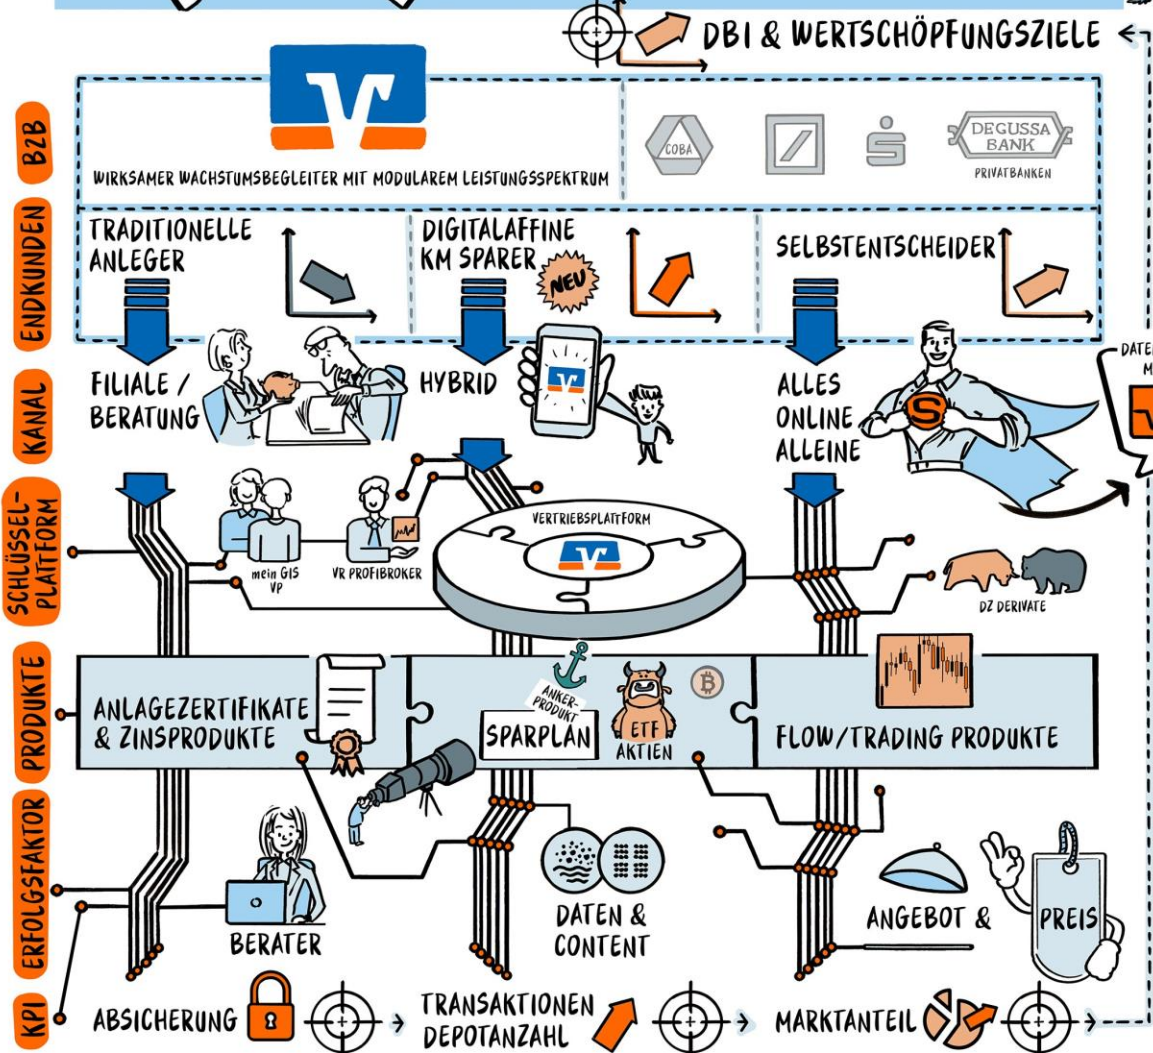 DBI & WERTSCHÖPFUNGSZIELE
B2B
WIRKSAMER WACHSTUMSBEGLEITER MIT MODULAREM LEISTUNGSSPEKTRUM
COBA
DEGUSSA
BANK
PRIVATBANKEN
ENDKUNDEN
TRADITIONELLE
ANLEGER
DIGITALAFFINE
KM SPARER
NEU
SELBSTENTSCHEIDER
KANAL
FILIALE /
BERATUNG
HYBRID
ALLES
ONLINE
ALLEINE
S
DATE
M
SCHLÜSSEL-
PLATTFORM
mein GIS
VP
VR PROFIBROKER
VERTRIEBSPLATTFORM
DZ DERIVATE
PRODUKTE
ANLAGEZERTIFIKATE
& ZINSPRODUKTE
ANKER-
PRODUKT
SPARPLAN
ETF
AKTIEN
FLOW/TRADING PRODUKTE
ERFOLGSFAKTOR
BERATER
DATEN &
CONTENT
ANGEBOT &
PREIS
KPI
ABSICHERUNG
TRANSAKTIONEN
DEPOTANZAHL
MARKTANTEIL